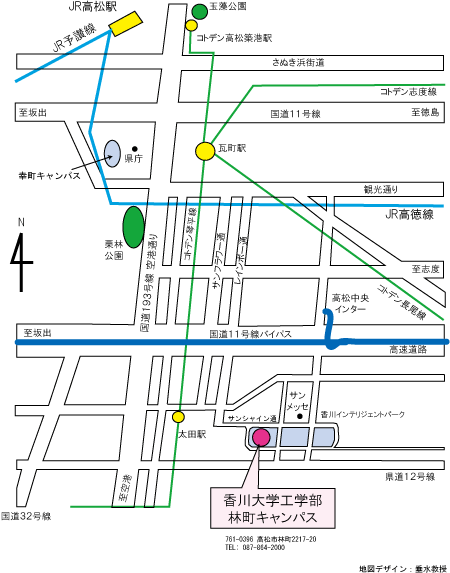 JR高松駅
玉藻公園
JR予讃線
コトデン高松築港駅
さぬき浜街道
コトデン志度線
至坂出
国道11号線
至徳島
瓦町駅
県庁
幸町キャンパス
観光通り
JR高徳線
N
栗林
公園
国道193号線 空港通り
コトデン琴平線
サンフラワー通
レインボー通
至志度
コトデン長尾線
高松中央
インター
至坂出
国道11号線バイパス
高速道路
サン
メッセ
サンシャイン通
香川インテリジェントパーク
太田駅
至空港
県道12号線
国道32号線
香川大学工学部
林町キャンパス
761-0396 高松市林町2217-20
TEL: 087-864-2000
地図デザイン:垂水教授